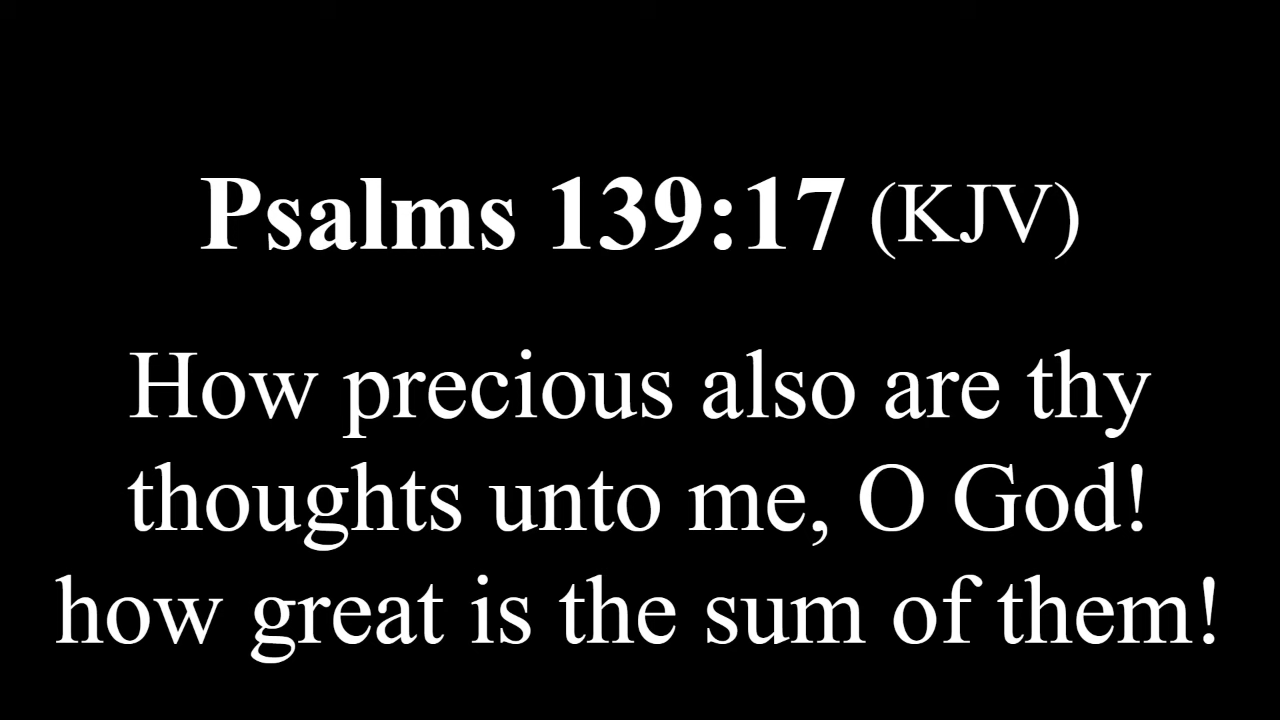 Psalms 139:17 (KJV)
How precious also are thy
thoughts unto me, O God!
how great is the sum of them!